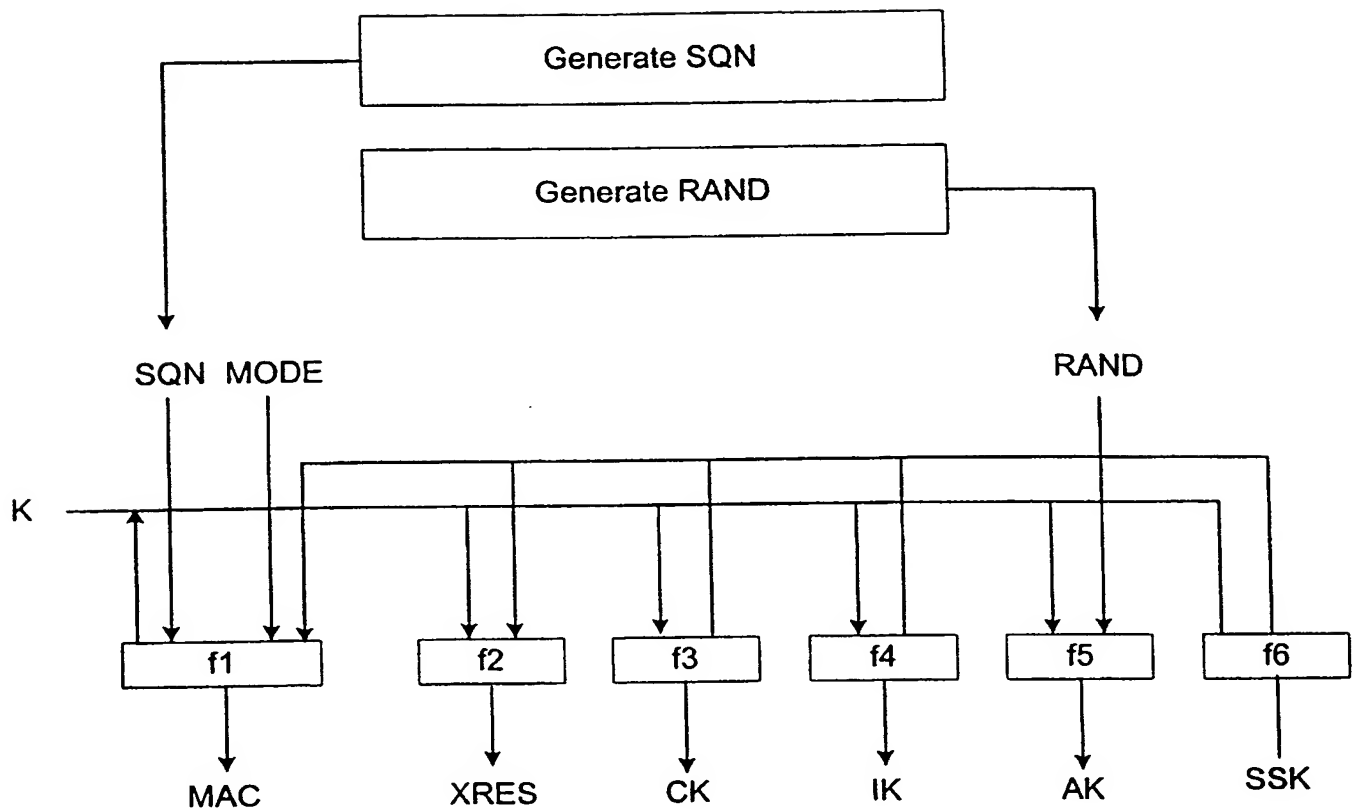 Generate SQN
Generate RAND
SQN MODE
RAND
K
f1
f2
f3
f4
f5
f6
MAC
XRES
CK
IK
AK
SSK